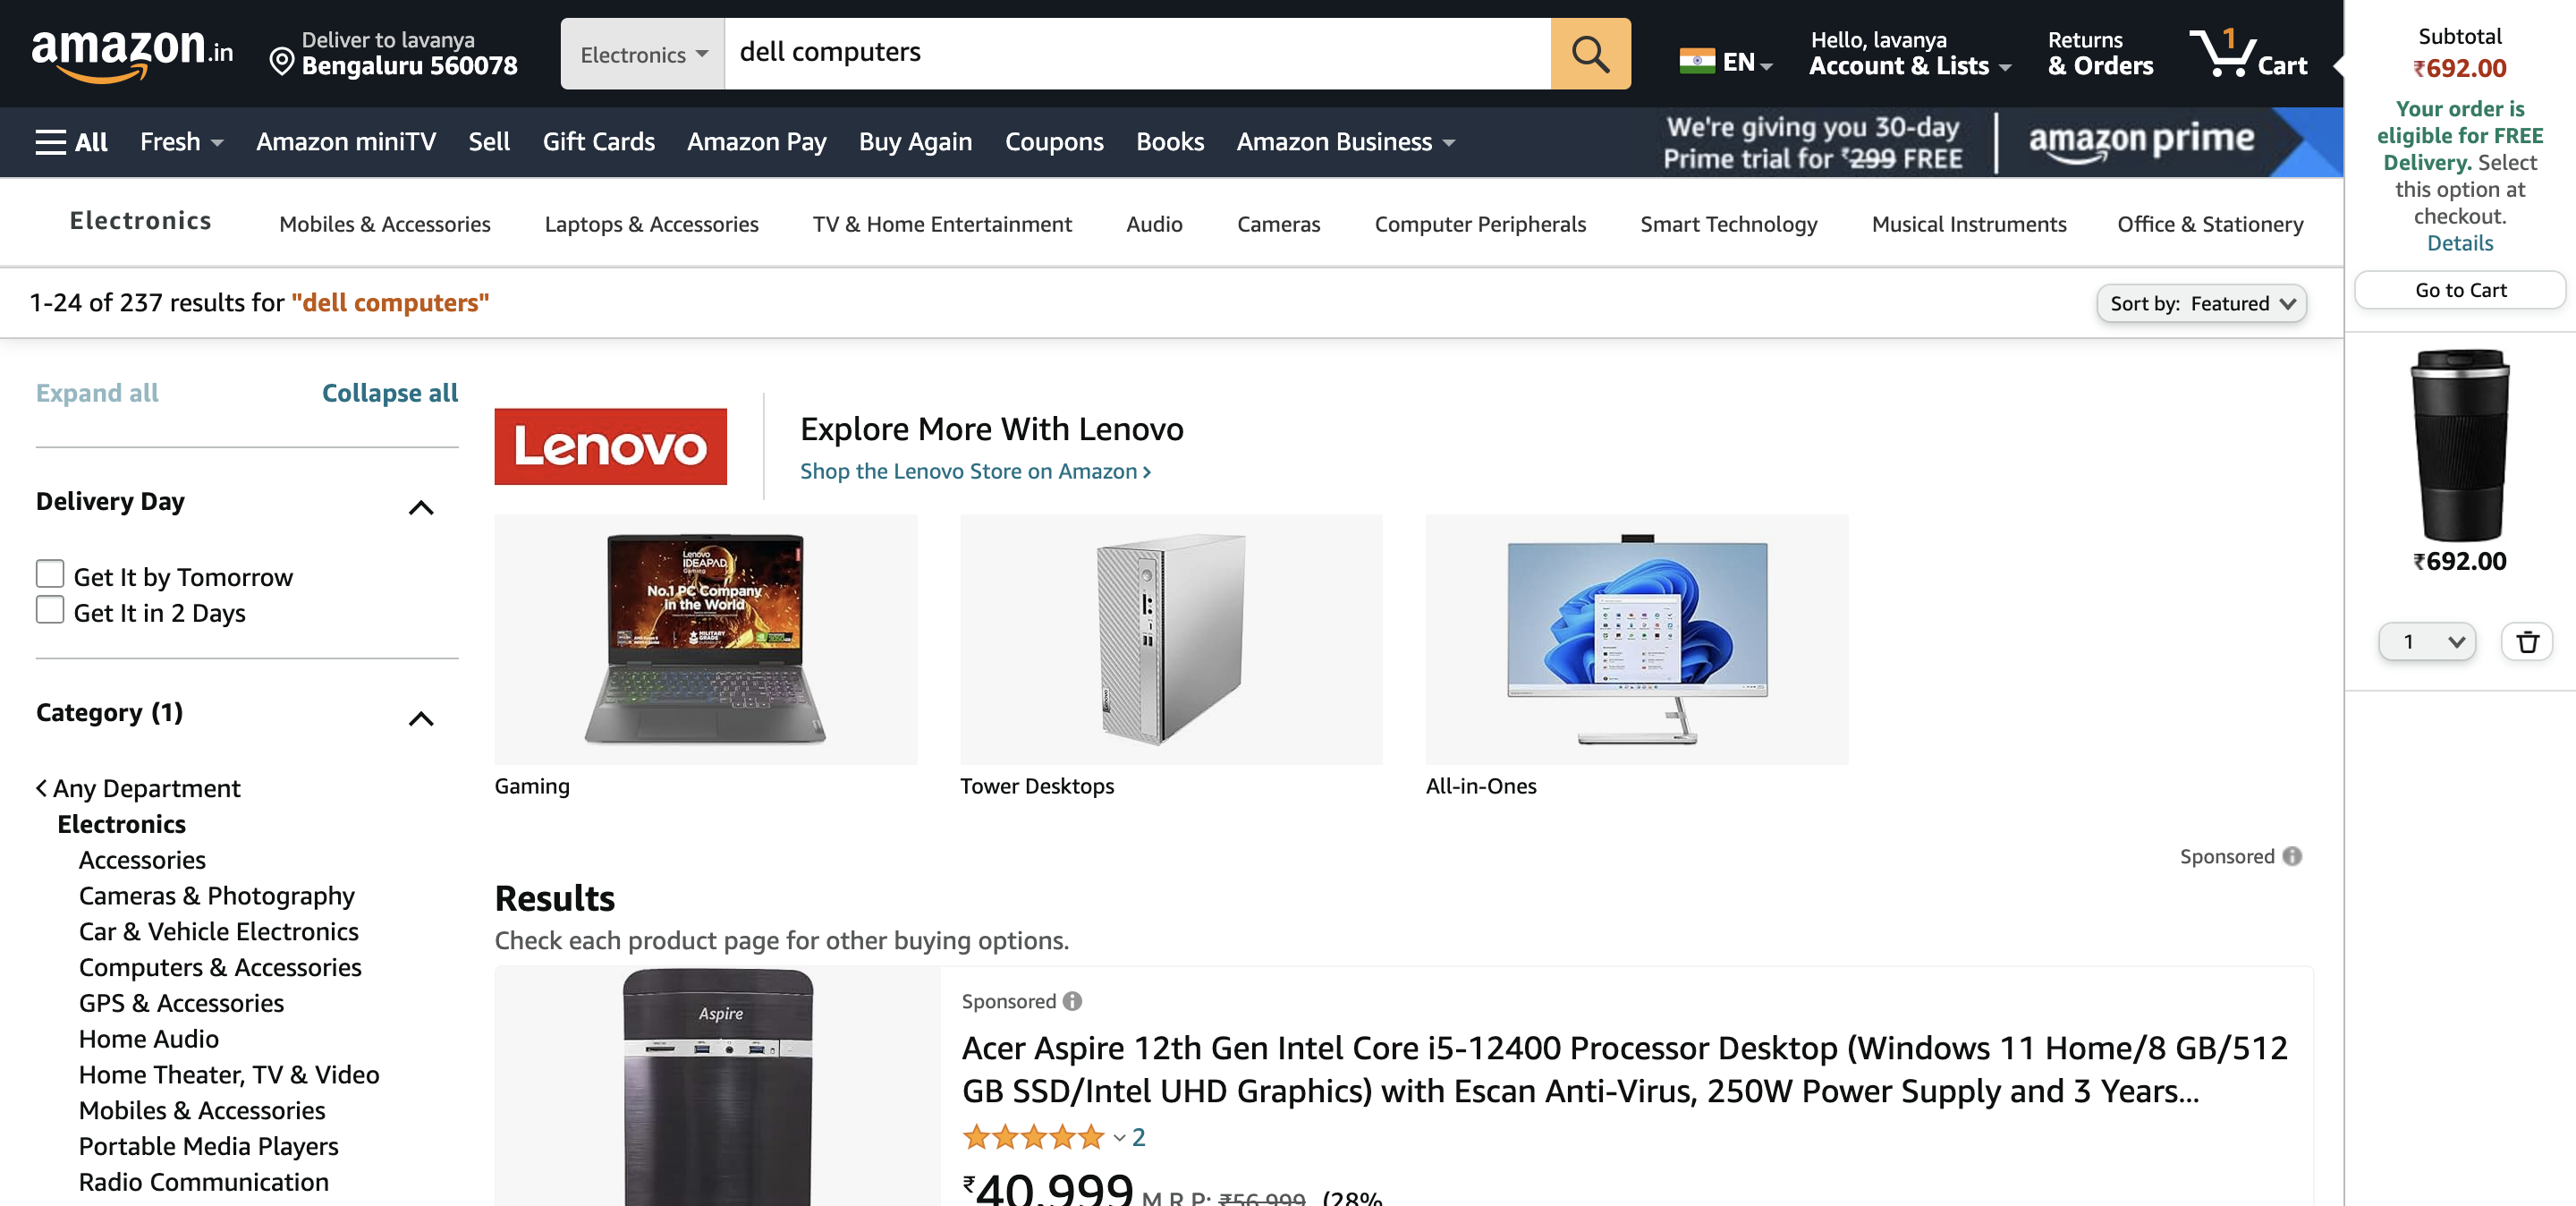 amazon.in
Deliver to lavanya
Bengaluru 560078
Electronics
dell computers
EN
Hello, lavanya
Account & Lists
Returns
& Orders
1
Cart
All
Fresh
Amazon miniTV
Sell
Gift Cards
Amazon Pay
Buy Again
Coupons
Books
Amazon Business
We're giving you 30-day
Prime trial for ₹299 FREE
amazon prime
Electronics
Mobiles & Accessories
Laptops & Accessories
TV & Home Entertainment
Audio
Cameras
Computer Peripherals
Smart Technology
Musical Instruments
Office & Stationery
1-24 of 237 results for "dell computers"
Sort by: Featured
Expand all
Collapse all
Delivery Day
Get It by Tomorrow
Get It in 2 Days
Category (1)
Any Department
Electronics
Accessories
Cameras & Photography
Car & Vehicle Electronics
Computers & Accessories
GPS & Accessories
Home Audio
Home Theater, TV & Video
Mobiles & Accessories
Portable Media Players
Radio Communication
Lenovo
Explore More With Lenovo
Shop the Lenovo Store on Amazon
Lenovo
IDEAPAD
Gaming
No.1 PC Company
in the World
MILITARY
GRADE
Lenovo
Gaming
Tower Desktops
All-in-Ones
Sponsored
Results
Check each product page for other buying options.
Aspire
Sponsored
Acer Aspire 12th Gen Intel Core i5-12400 Processor Desktop (Windows 11 Home/8 GB/512
GB SSD/Intel UHD Graphics) with Escan Anti-Virus, 250W Power Supply and 3 Years...
2
₹40,999 M.R.P: ₹56,999 (28%
Subtotal
₹692.00
Your order is
eligible for FREE
Delivery. Select
this option at
checkout.
Details
Go to Cart
₹692.00
1